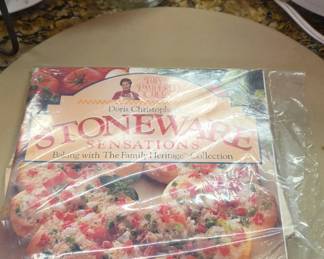 THE
PAMPERED
CHEF
Doris Christopher
STONEWARE
SENSATIONS
Baking with The Family Heritage® Collection